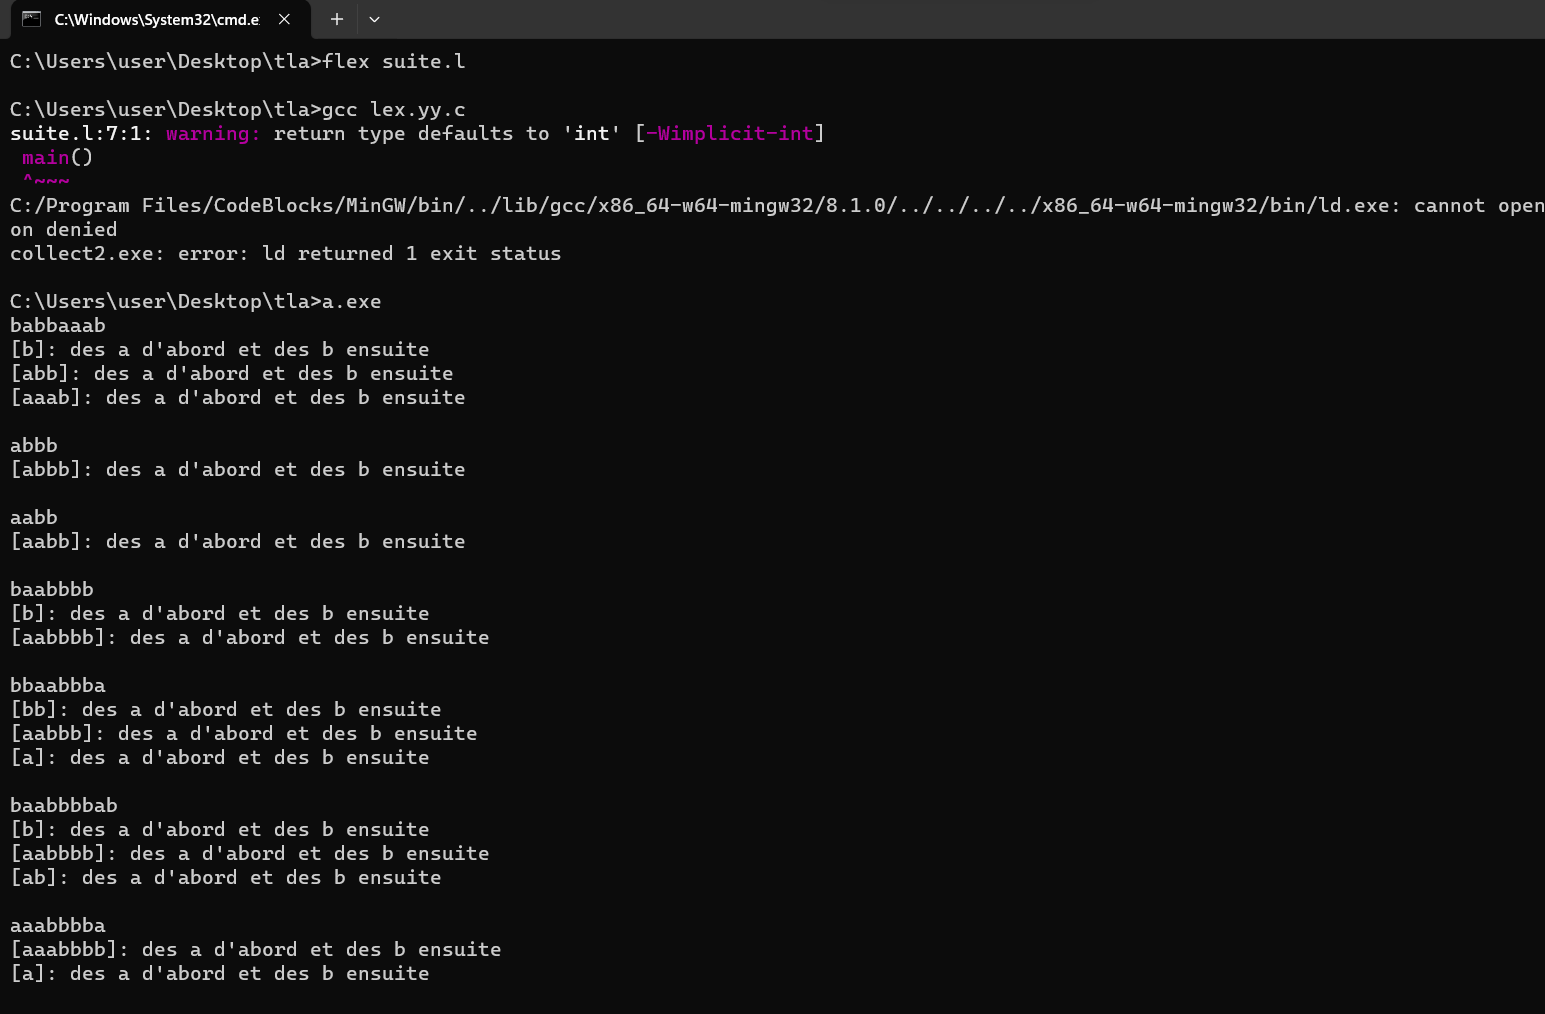 C:\Windows\System32\cmd.e
C:\Users\user\Desktop\tla>flex suite.l
C:\Users\user\Desktop\tla>gcc lex.yy.c
suite.l:7:1: warning: return type defaults to 'int' [-Wimplicit-int]
 main()
 ^~~~
C:/Program Files/CodeBlocks/MinGW/bin/../lib/gcc/x86_64-w64-mingw32/8.1.0/../../../../x86_64-w64-mingw32/bin/ld.exe: cannot open
on denied
collect2.exe: error: ld returned 1 exit status
C:\Users\user\Desktop\tla>a.exe
babbaaab
[b]: des a d'abord et des b ensuite
[abb]: des a d'abord et des b ensuite
[aaab]: des a d'abord et des b ensuite
abbb
[abbb]: des a d'abord et des b ensuite
aabb
[aabb]: des a d'abord et des b ensuite
baabbbb
[b]: des a d'abord et des b ensuite
[aabbbb]: des a d'abord et des b ensuite
bbaabbba
[bb]: des a d'abord et des b ensuite
[aabbb]: des a d'abord et des b ensuite
[a]: des a d'abord et des b ensuite
baabbbbab
[b]: des a d'abord et des b ensuite
[aabbbb]: des a d'abord et des b ensuite
[ab]: des a d'abord et des b ensuite
aaabbbba
[aaabbbb]: des a d'abord et des b ensuite
[a]: des a d'abord et des b ensuite